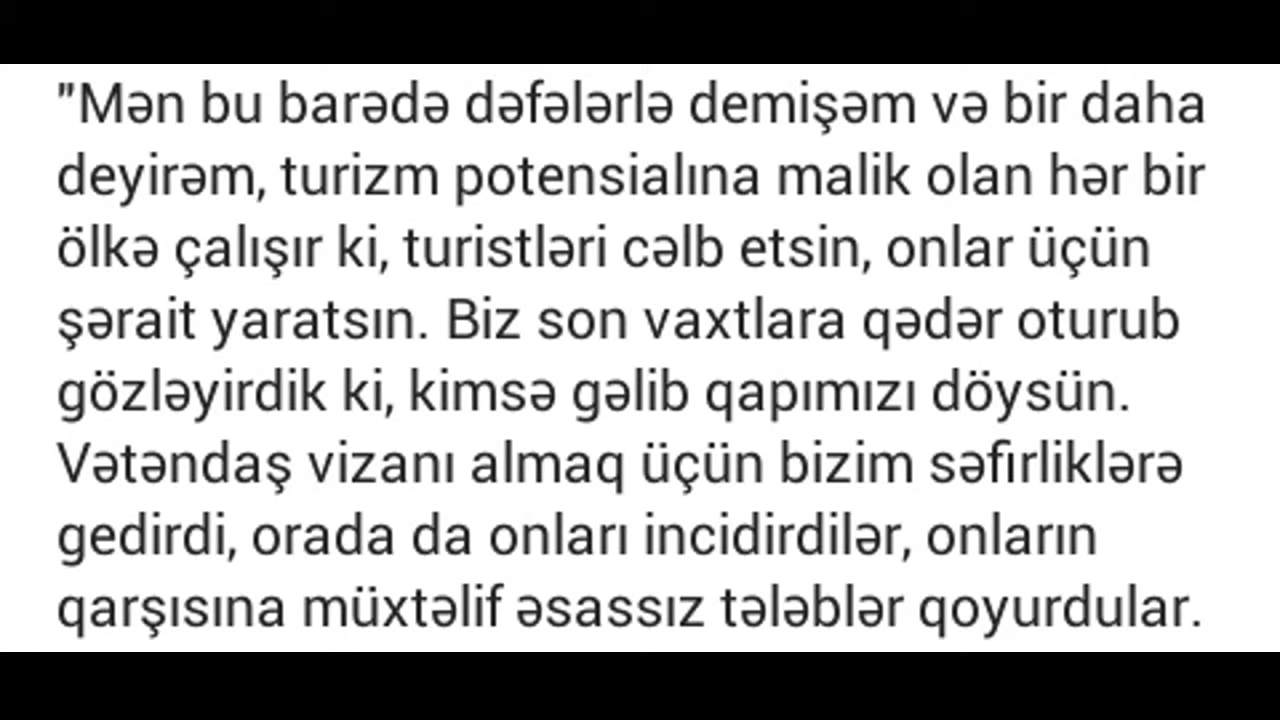 "Mən bu barədə dəfələrlə demişəm və bir daha
deyirəm, turizm potensialına malik olan hər bir
ölkə çalışır ki, turistləri cəlb etsin, onlar üçün
şərait yaratsın. Biz son vaxtlara qədər oturub
gözləyirdik ki, kimsə gəlib qapımızı döysün.
Vətəndaş vizanı almaq üçün bizim səfirliklərə
gedirdi, orada da onları incidirdilər, onların
qarşısına müxtəlif əsassız tələblər qoyurdular.